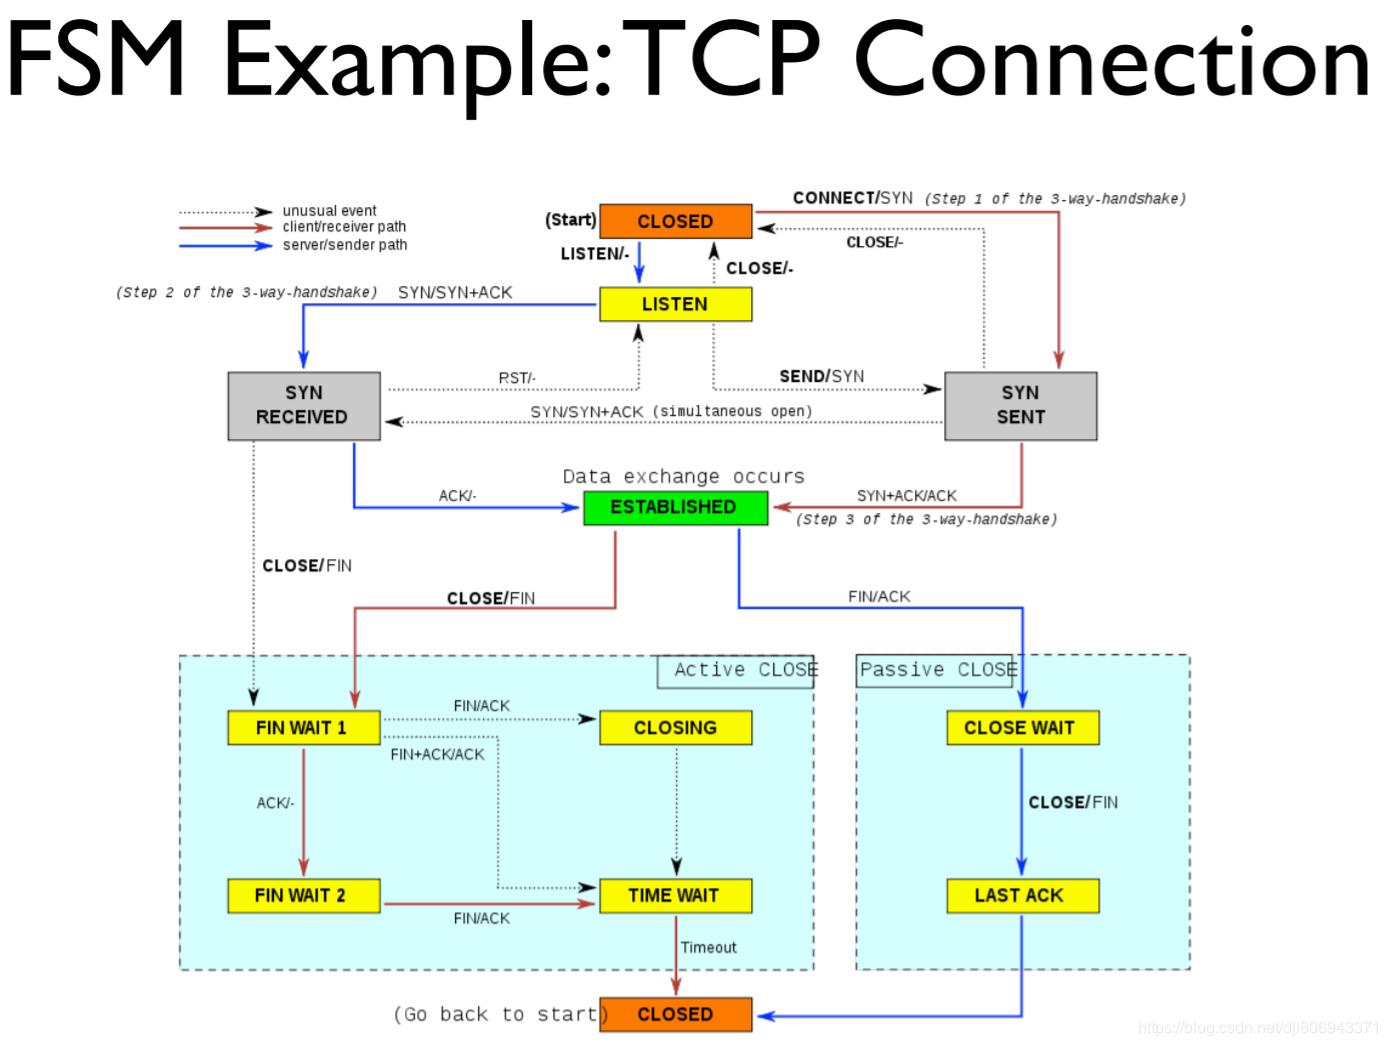 FSM Example: TCP Connection
unusual event
client/receiver path
server/sender path
(Start)
CLOSED
CONNECT/SYN (Step 1 of the 3-way-handshake)
CLOSE/-
LISTEN/-
CLOSE/-
(Step 2 of the 3-way-handshake) SYN/SYN+ACK
LISTEN
SYN
RECEIVED
RST/-
SEND/SYN
SYN
SENT
SYN/SYN+ACK (simultaneous open)
Data exchange occurs
ACK/-
ESTABLISHED
SYN+ACK/ACK
(Step 3 of the 3-way-handshake)
CLOSE/FIN
CLOSE/FIN
FIN/ACK
Active CLOSE
Passive CLOSE
FIN WAIT 1
FIN/ACK
CLOSING
CLOSE WAIT
FIN+ACK/ACK
ACK/-
CLOSE/FIN
FIN WAIT 2
TIME WAIT
LAST ACK
FIN/ACK
Timeout
(Go back to start)
CLOSED
https://blog.csdn.net/djl806943371